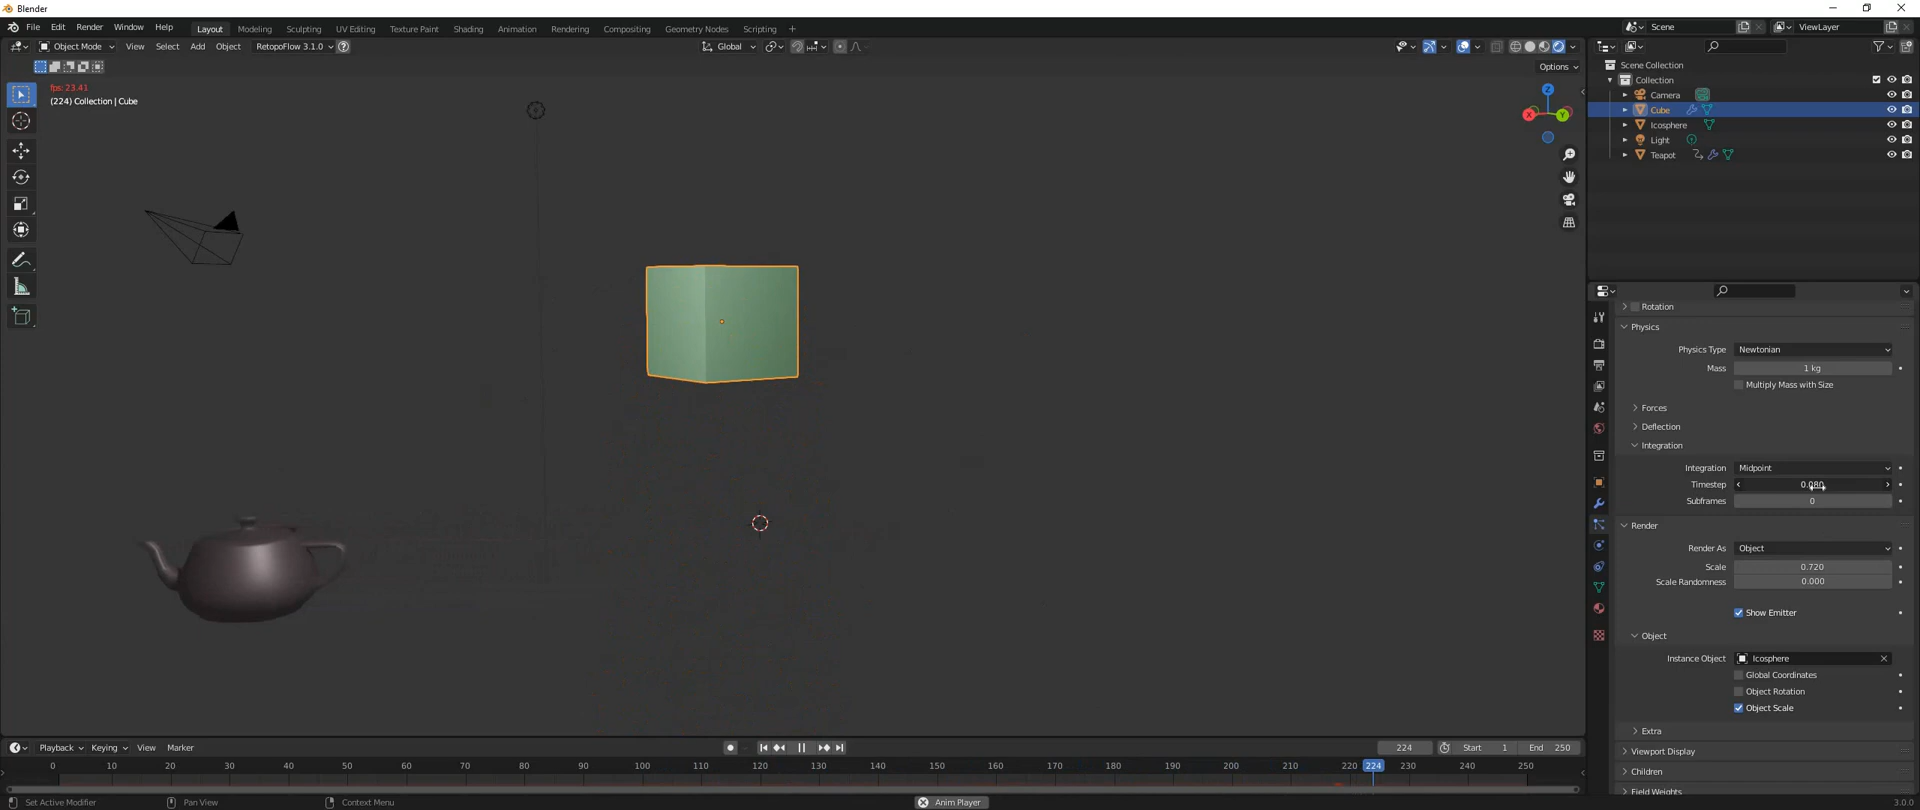 Blender
File Edit Render Window Help Layout Modeling Sculpting UV Editing Texture Paint Shading Animation Rendering Compositing Geometry Nodes Scripting + Scene ViewLayer
Object Mode View Select Add Object RetopoFlow 3.1.0 Global
Options
fps: 23.41
(224) Collection | Cube
Z
X
Y
Scene Collection
Collection
Camera
Cube
Icosphere
Light
Teapot
Rotation
Physics
Physics Type Newtonian
Mass 1 kg
Multiply Mass with Size
Forces
Deflection
Integration
Integration Midpoint
Timestep 0.080
Subframes 0
Render
Render As Object
Scale 0.720
Scale Randomness 0.000
Show Emitter
Object
Instance Object Icosphere
Global Coordinates
Object Rotation
Object Scale
Extra
Viewport Display
Children
Field Weights
Playback Keying View Marker 224 Start 1 End 250
0 10 20 30 40 50 60 70 80 90 100 110 120 130 140 150 160 170 180 190 200 210 220 224 230 240 250
Set Active Modifier Pan View Context Menu Anim Player 3.0.0